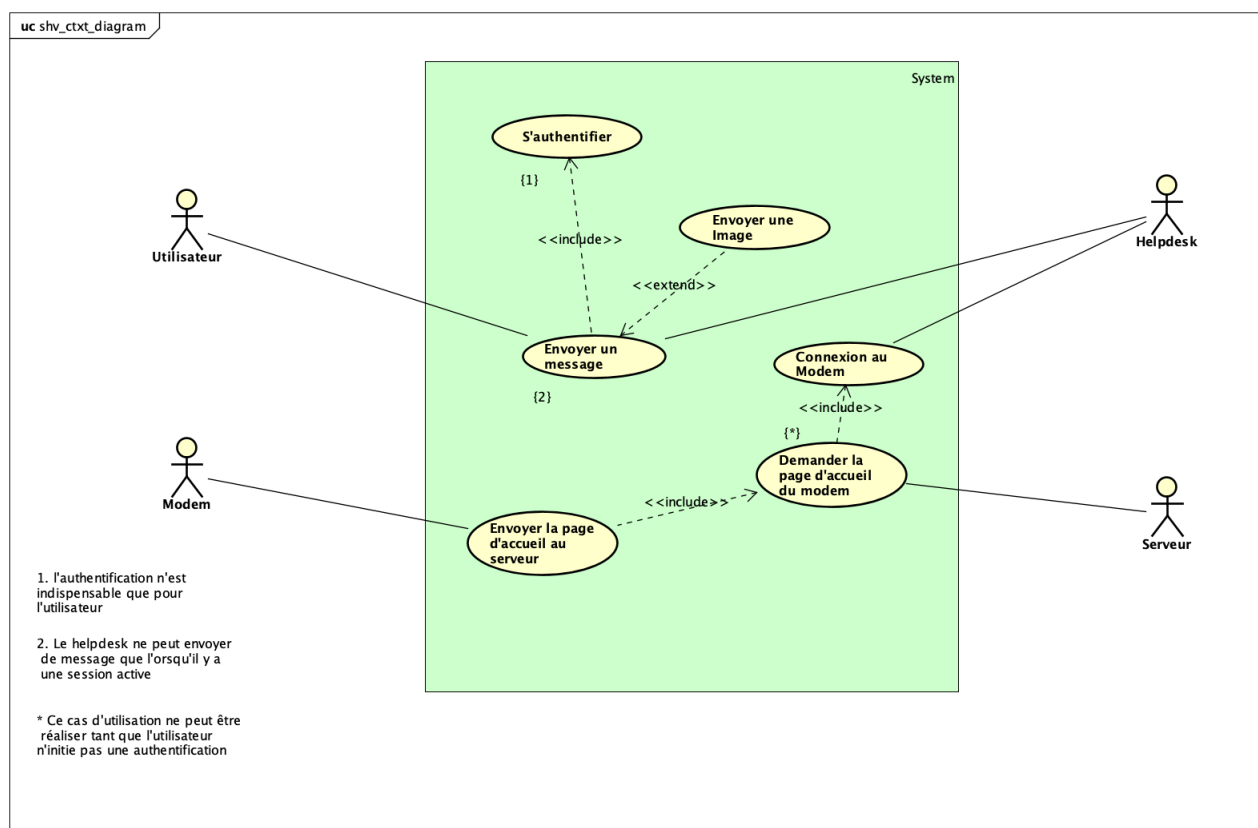 uc shv_ctxt_diagram
System
S'authentifier
{1}
Envoyer une
Image
<<include>>
<<extend>>
Utilisateur
Helpdesk
Envoyer un
message
{2}
Connexion au
Modem
<<include>>
{*}
Demander la
page d'accueil
du modem
<<include>>
Modem
Envoyer la page
d'accueil au
serveur
Serveur
1. l'authentification n'est
indispensable que pour
l'utilisateur
2. Le helpdesk ne peut envoyer
de message que l'orsqu'il y a
une session active
* Ce cas d'utilisation ne peut être
réaliser tant que l'utilisateur
n'initie pas une authentification